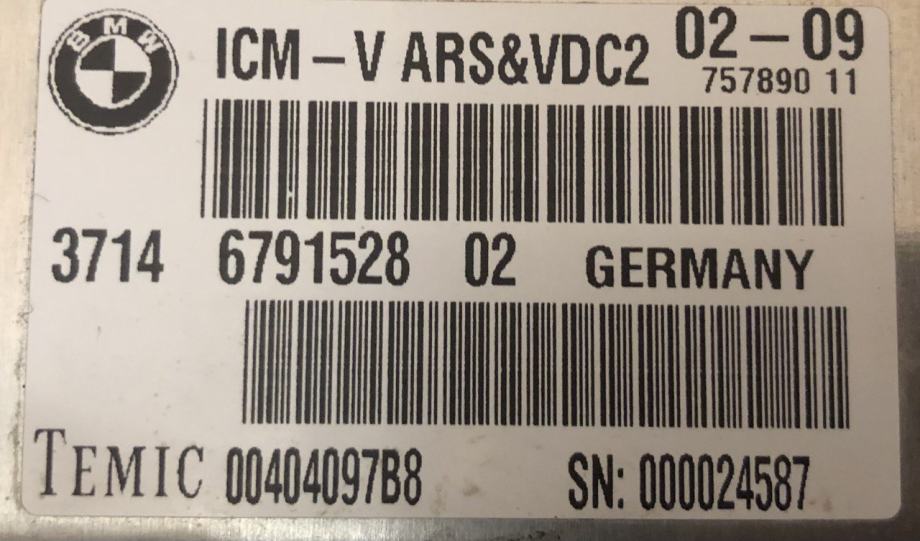 BMW
ICM-V ARS&VDC2 02-09
757890 11
3714 6791528 02 GERMANY
TEMIC 00404097B8 SN: 000024587